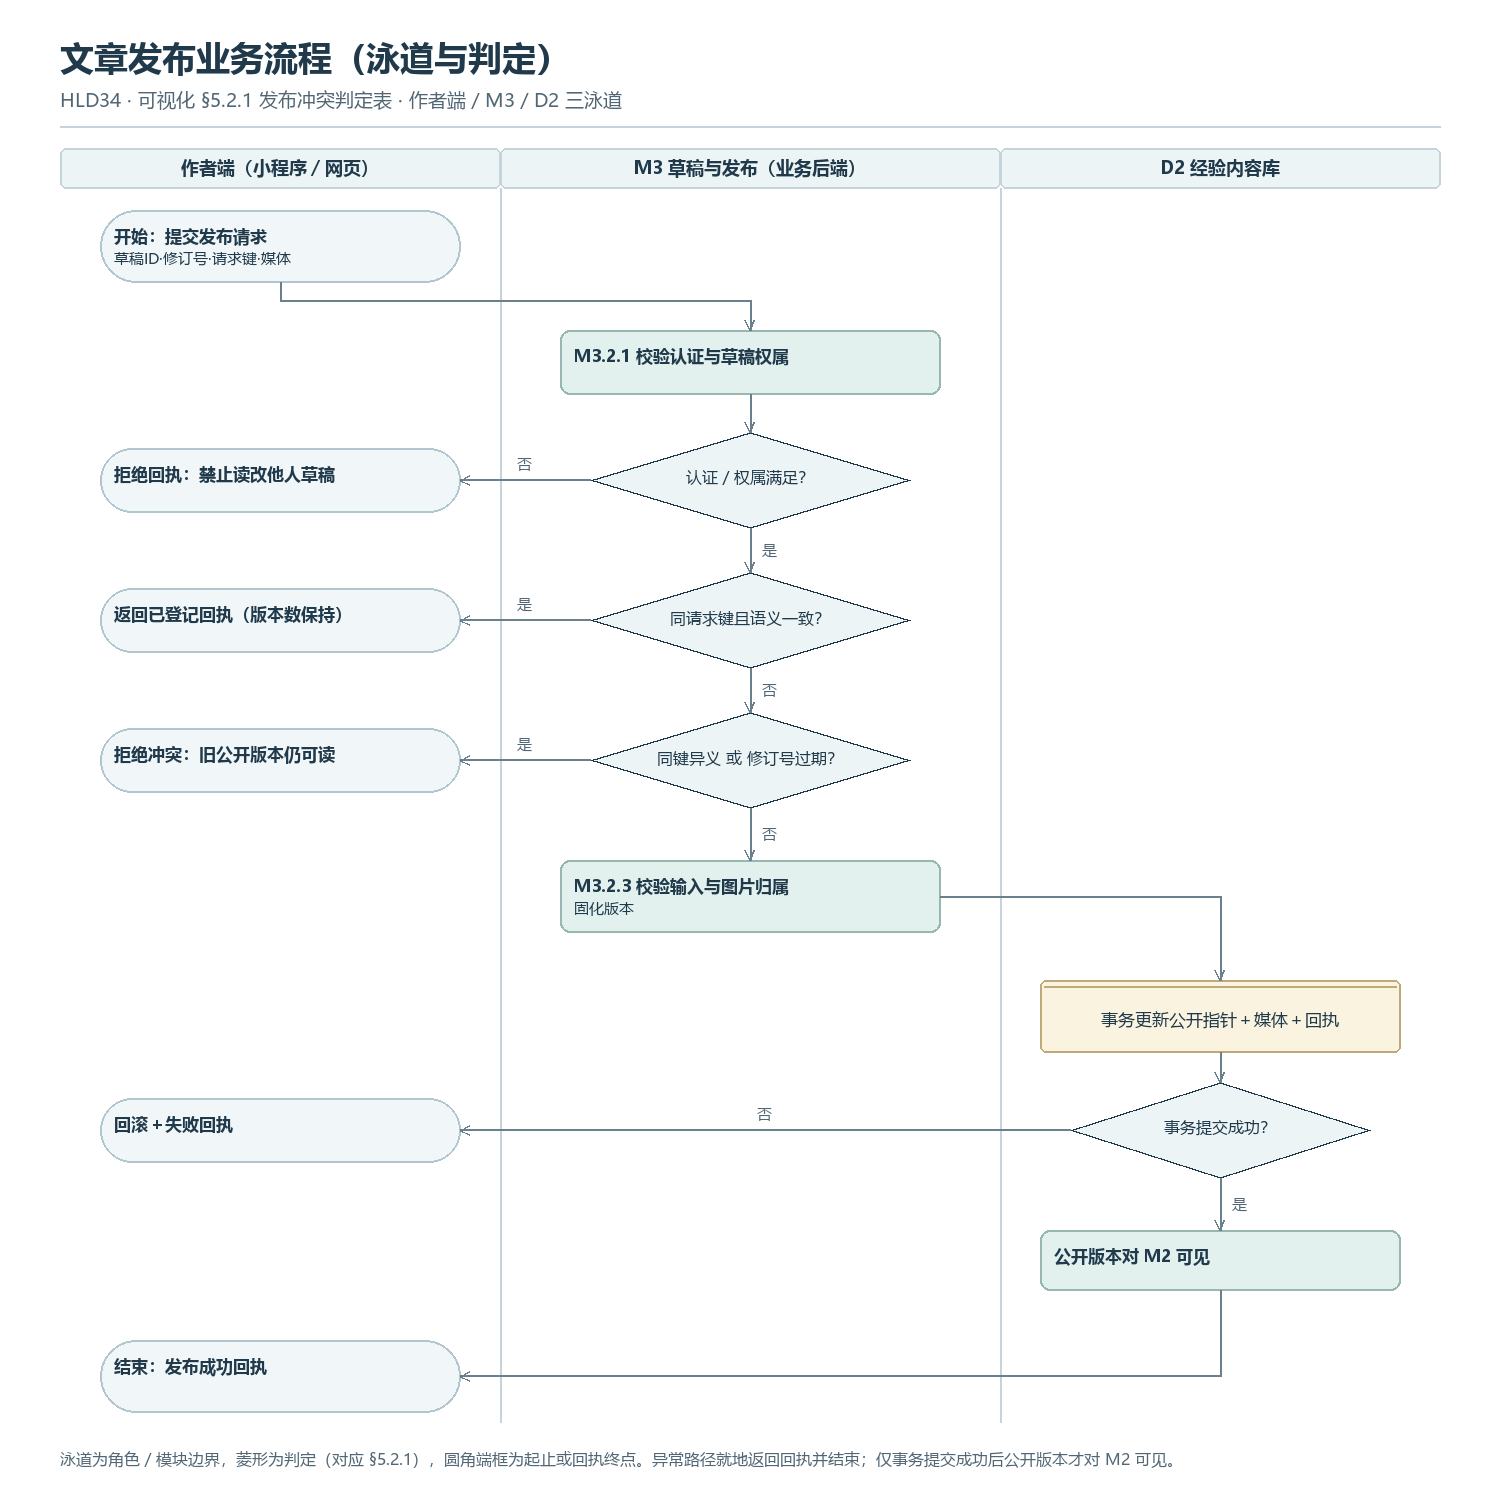 文章发布业务流程（泳道与判定）
HLD34 · 可视化 §5.2.1 发布冲突判定表 · 作者端 / M3 / D2 三泳道
作者端（小程序 / 网页）
M3 草稿与发布（业务后端）
D2 经验内容库
开始：提交发布请求
草稿ID·修订号·请求键·媒体
M3.2.1 校验认证与草稿权属
拒绝回执：禁止读改他人草稿
否
认证 / 权属满足?
是
返回已登记回执（版本数保持）
是
同请求键且语义一致?
否
拒绝冲突：旧公开版本仍可读
是
同键异义 或 修订号过期?
否
M3.2.3 校验输入与图片归属
固化版本
事务更新公开指针 + 媒体 + 回执
回滚 + 失败回执
否
事务提交成功?
是
公开版本对 M2 可见
结束：发布成功回执
泳道为角色 / 模块边界，菱形为判定（对应 §5.2.1），圆角端框为起止或回执终点。异常路径就地返回回执并结束；仅事务提交成功后公开版本才对 M2 可见。